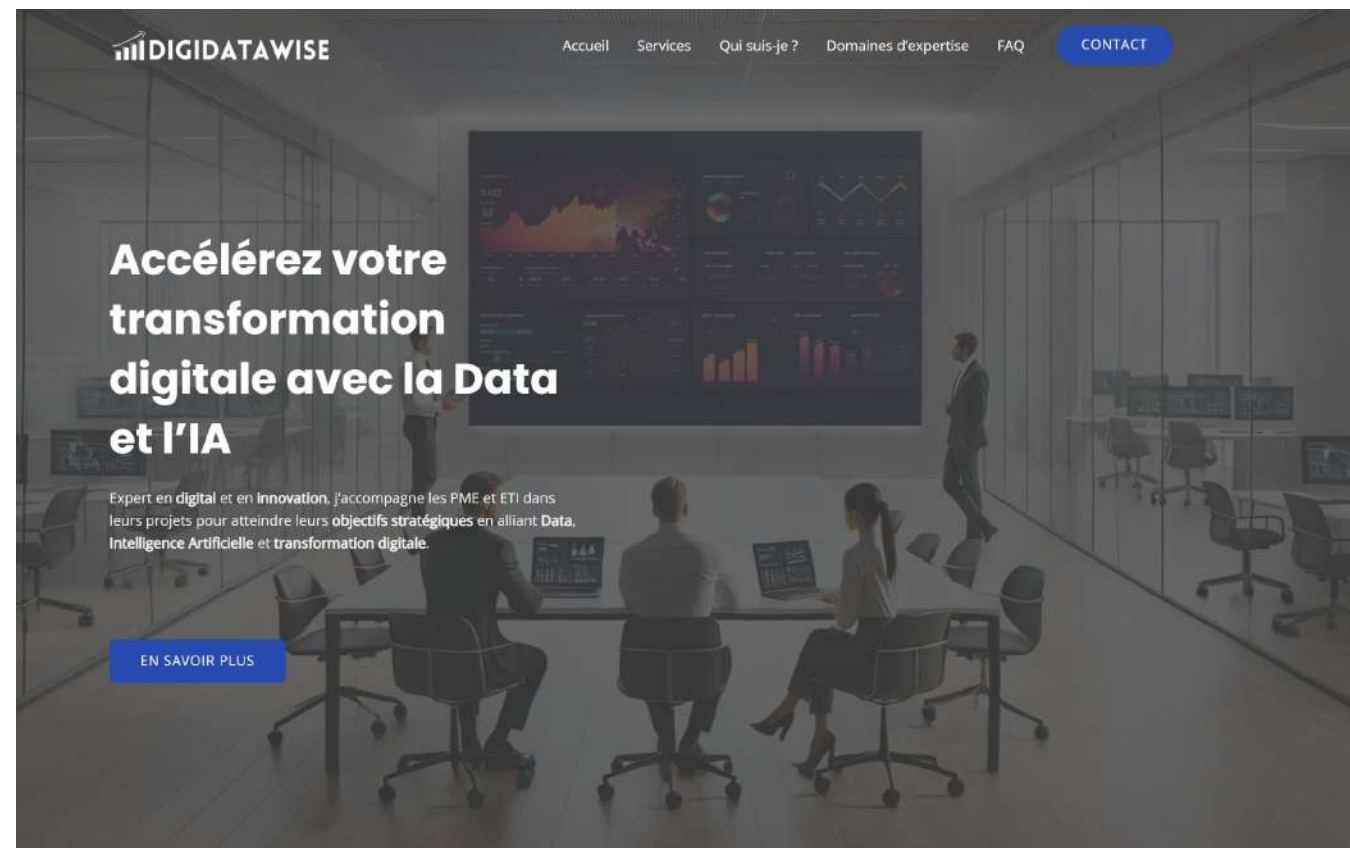 DIGIDATAWISE
Accueil Services Qui suis-je ? Domaines d'expertise FAQ CONTACT
Accélérez votre
transformation
digitale avec la Data
et l’IA
Expert en digital et en innovation, j'accompagne les PME et ETI dans
leurs projets pour atteindre leurs objectifs stratégiques en alliant Data,
Intelligence Artificielle et transformation digitale.
EN SAVOIR PLUS